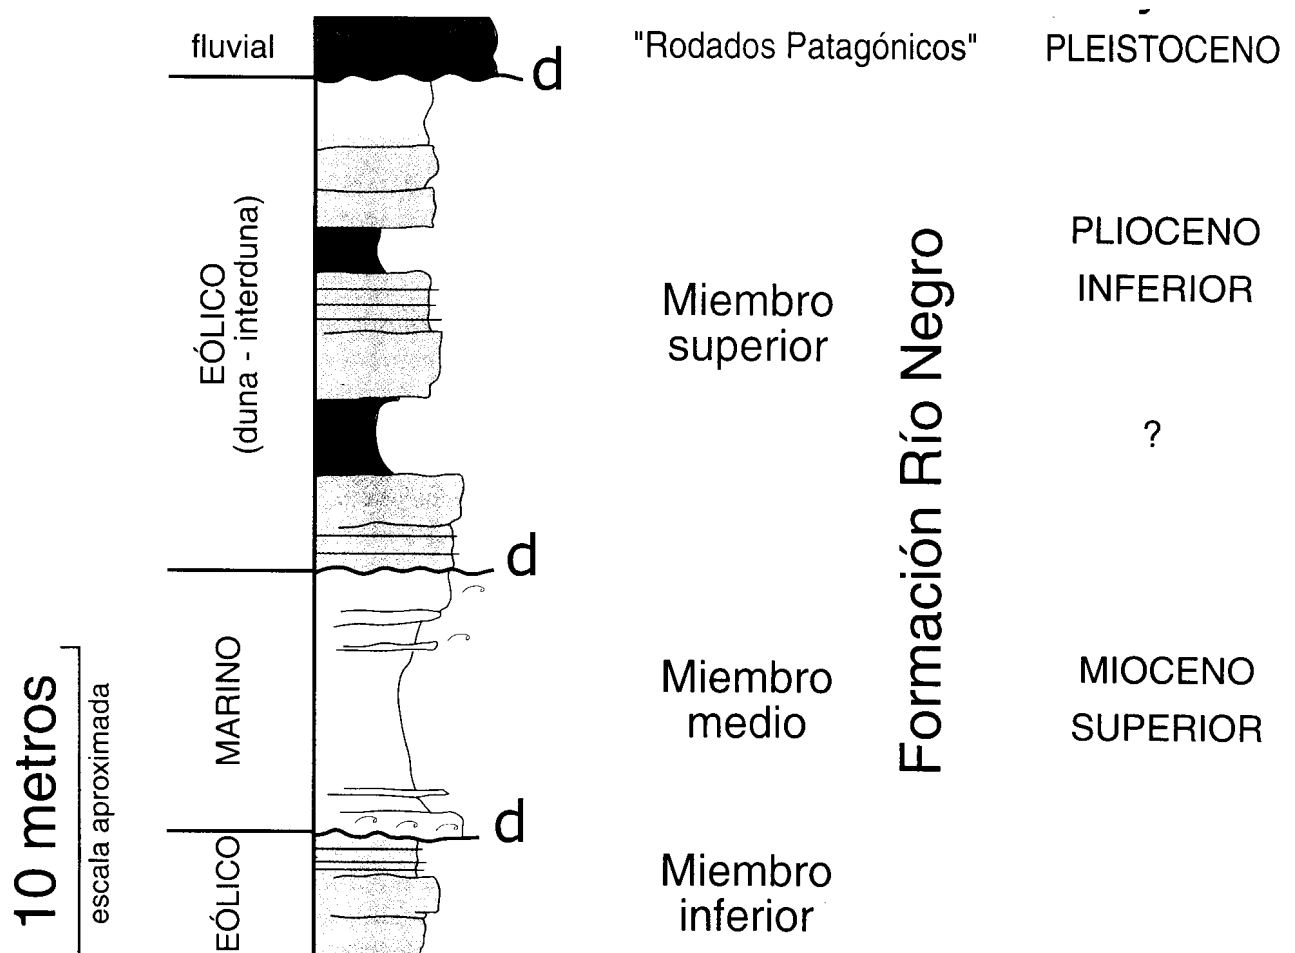 fluvial
d
"Rodados Patagónicos"
PLEISTOCENO
EÓLICO
(duna - interduna)
Miembro
superior
Formación Río Negro
PLIOCENO
INFERIOR
?
d
MARINO
Miembro
medio
MIOCENO
SUPERIOR
10 metros
escala aproximada
d
EÓLICO
Miembro
inferior